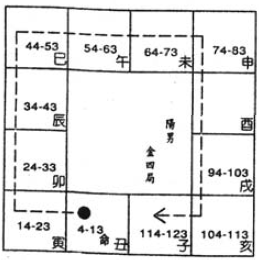 44-53
巳
54-63
午
64-73
未
74-83
申
34-43
辰
陽男
金四局
酉
24-33
卯
94-103
戌
14-23
寅
4-13
命
丑
114-123
子
104-113
亥